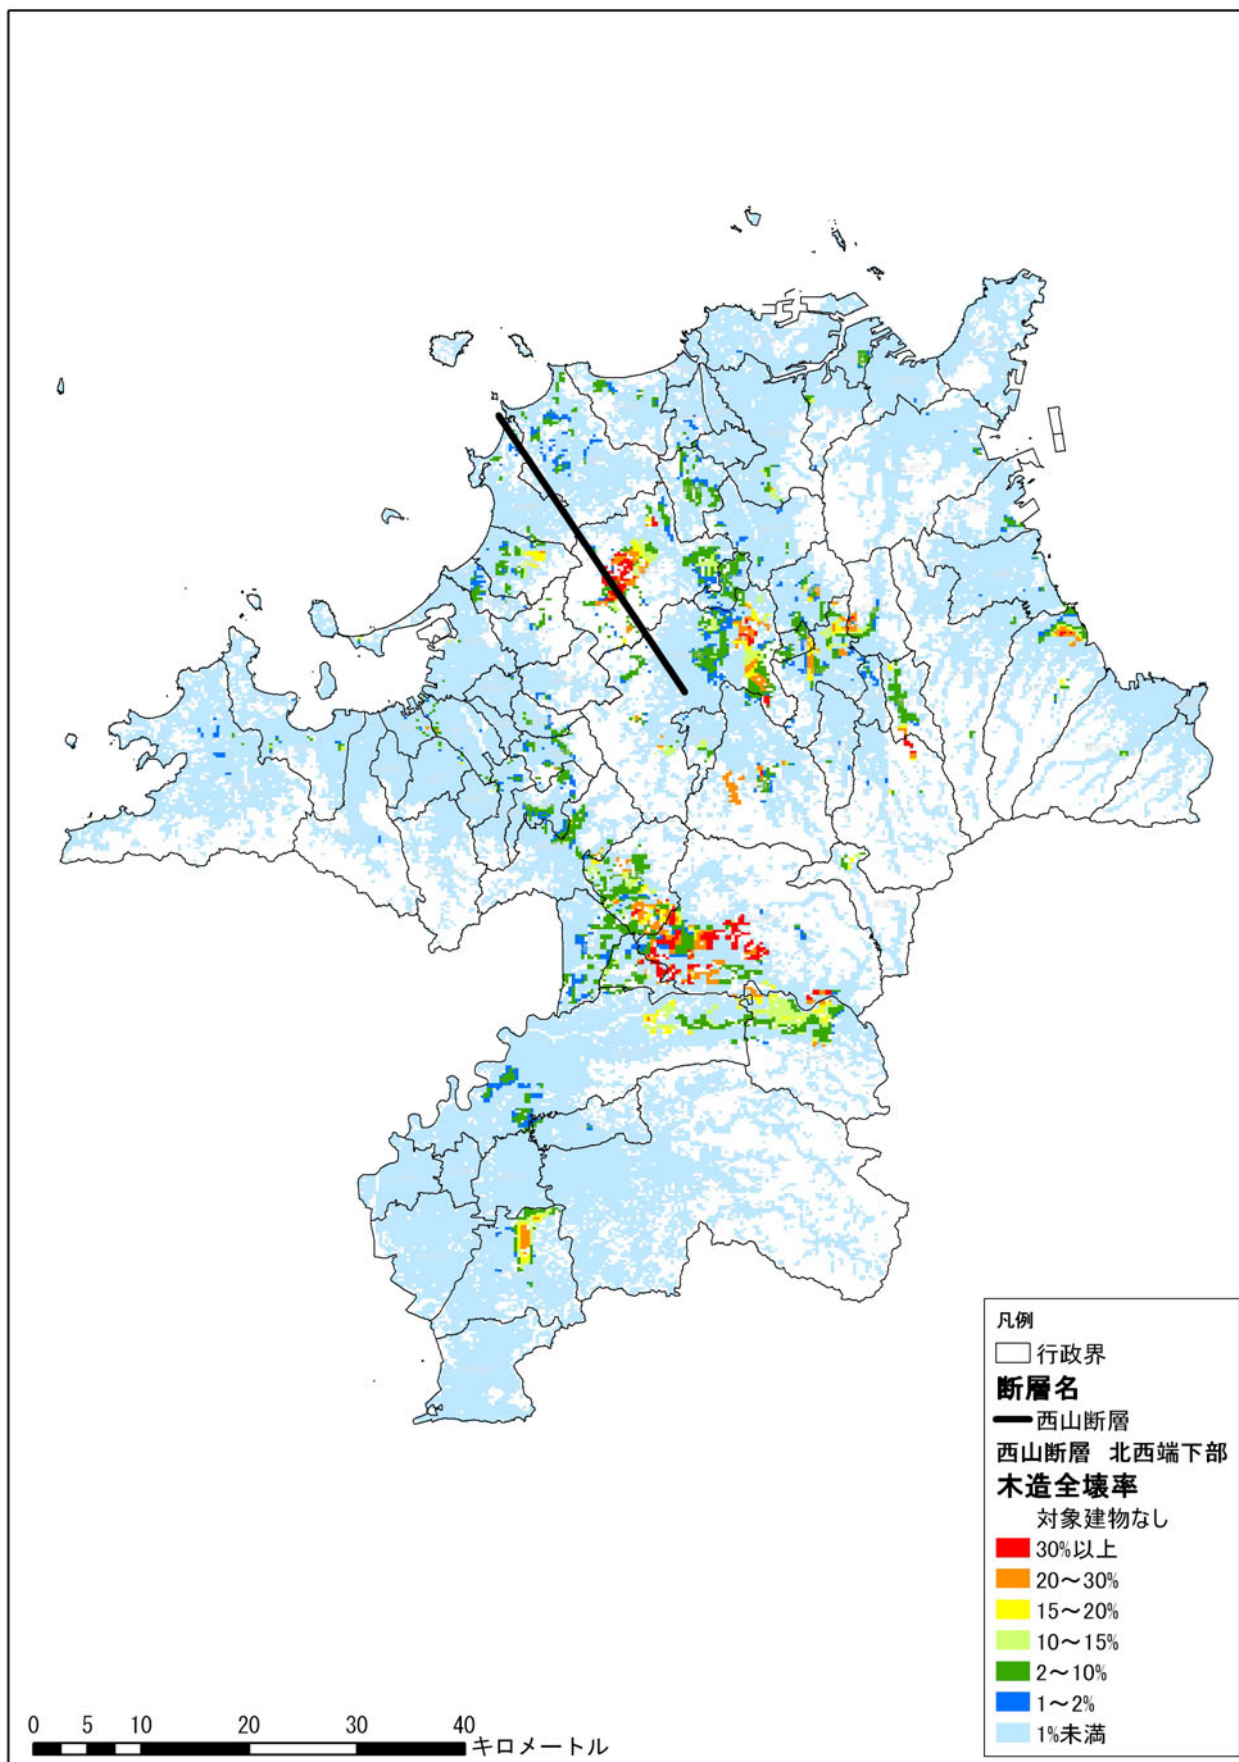 凡例
行政界
断層名
西山断層
西山断層 北西端下部
木造全壊率
対象建物なし
30%以上
20～30%
15～20%
10～15%
2～10%
1～2%
1%未満
0 5 10 20 30 40
キロメートル